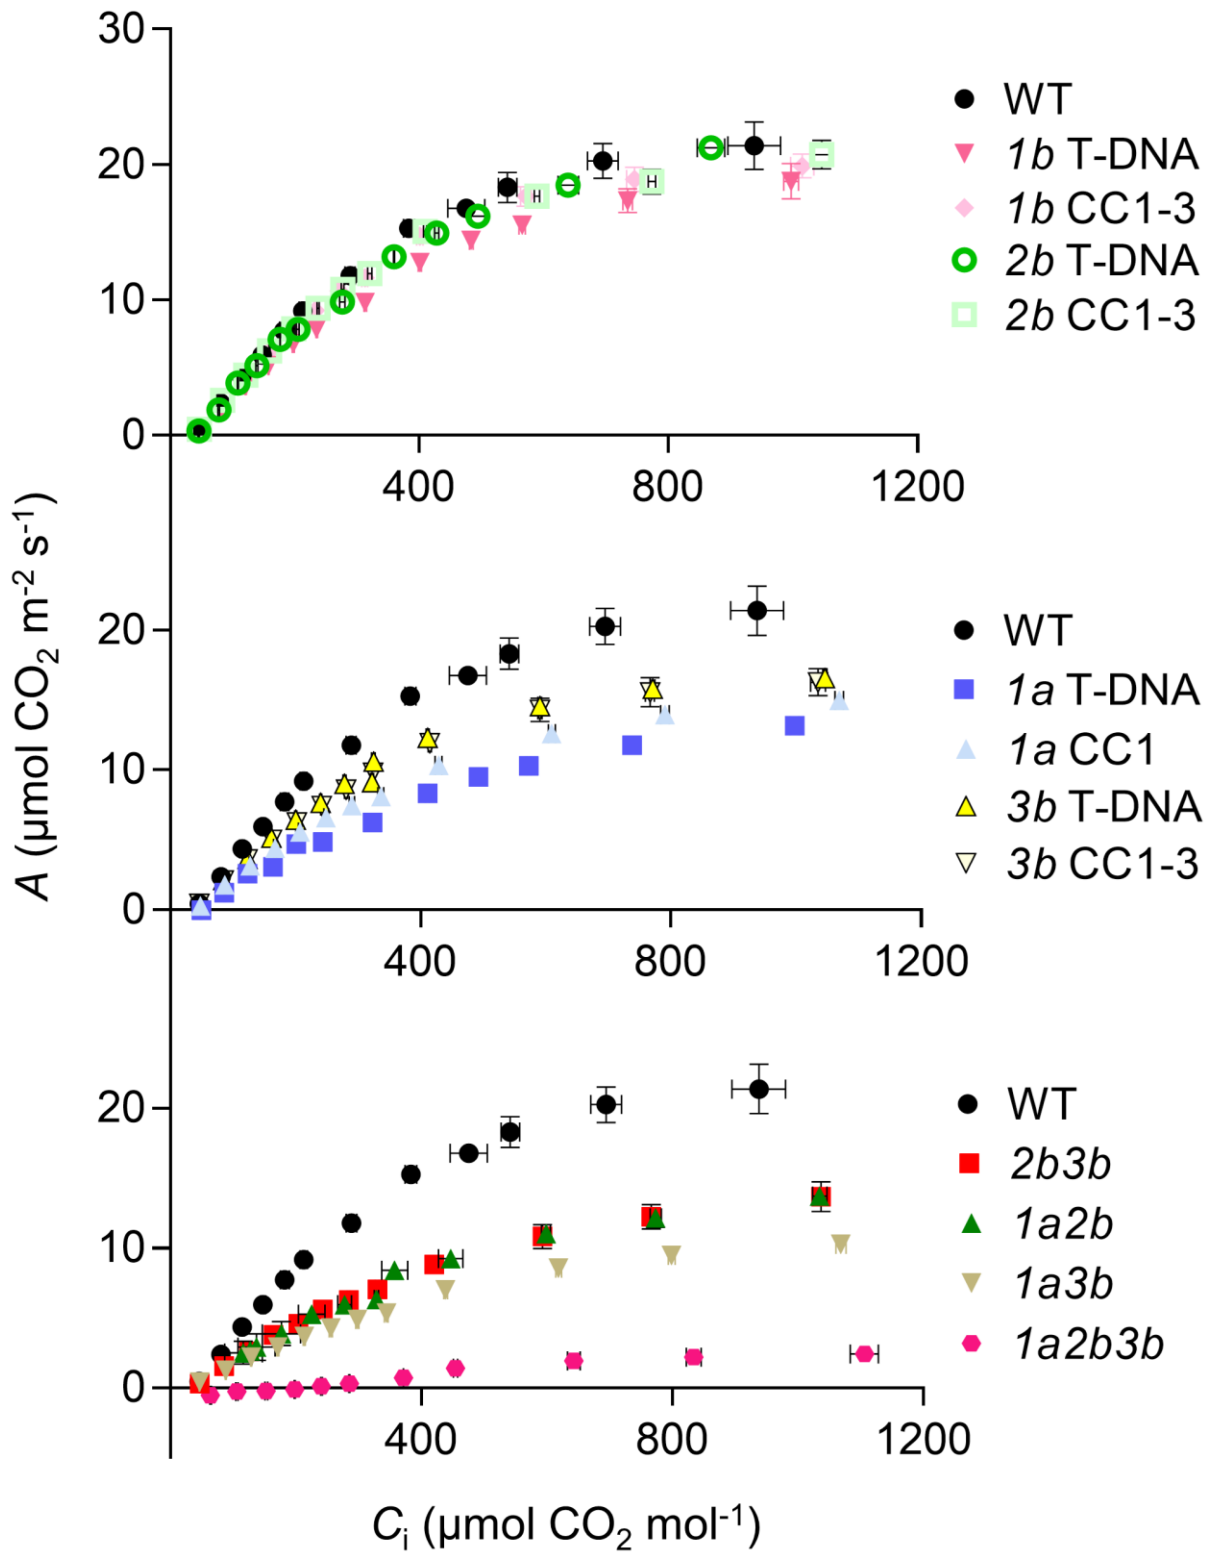 30
20
10
0
400 800 1200
WT
1b T-DNA
1b CC1-3
2b T-DNA
2b CC1-3
A (μmol CO₂ m⁻² s⁻¹)
20
10
0
400 800 1200
WT
1a T-DNA
1a CC1
3b T-DNA
3b CC1-3
20
10
0
400 800 1200
WT
2b3b
1a2b
1a3b
1a2b3b
Cᵢ (μmol CO₂ mol⁻¹)